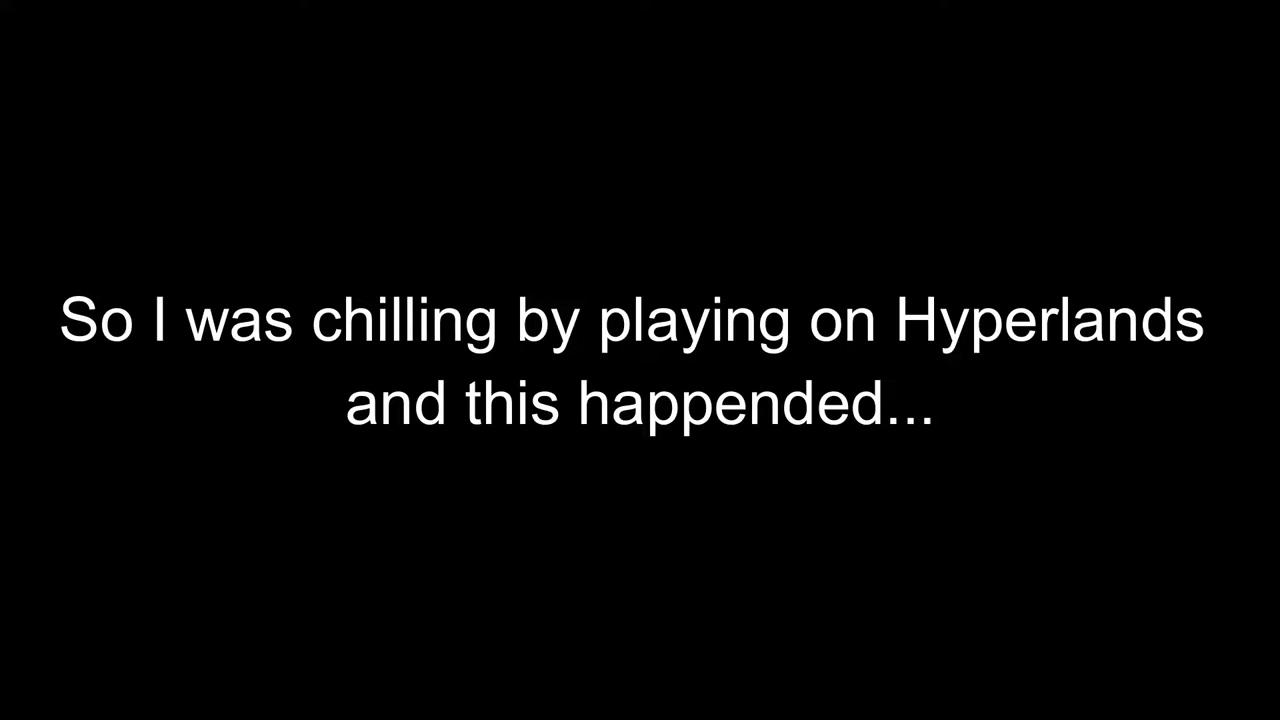 So I was chilling by playing on Hyperlands
and this happended...